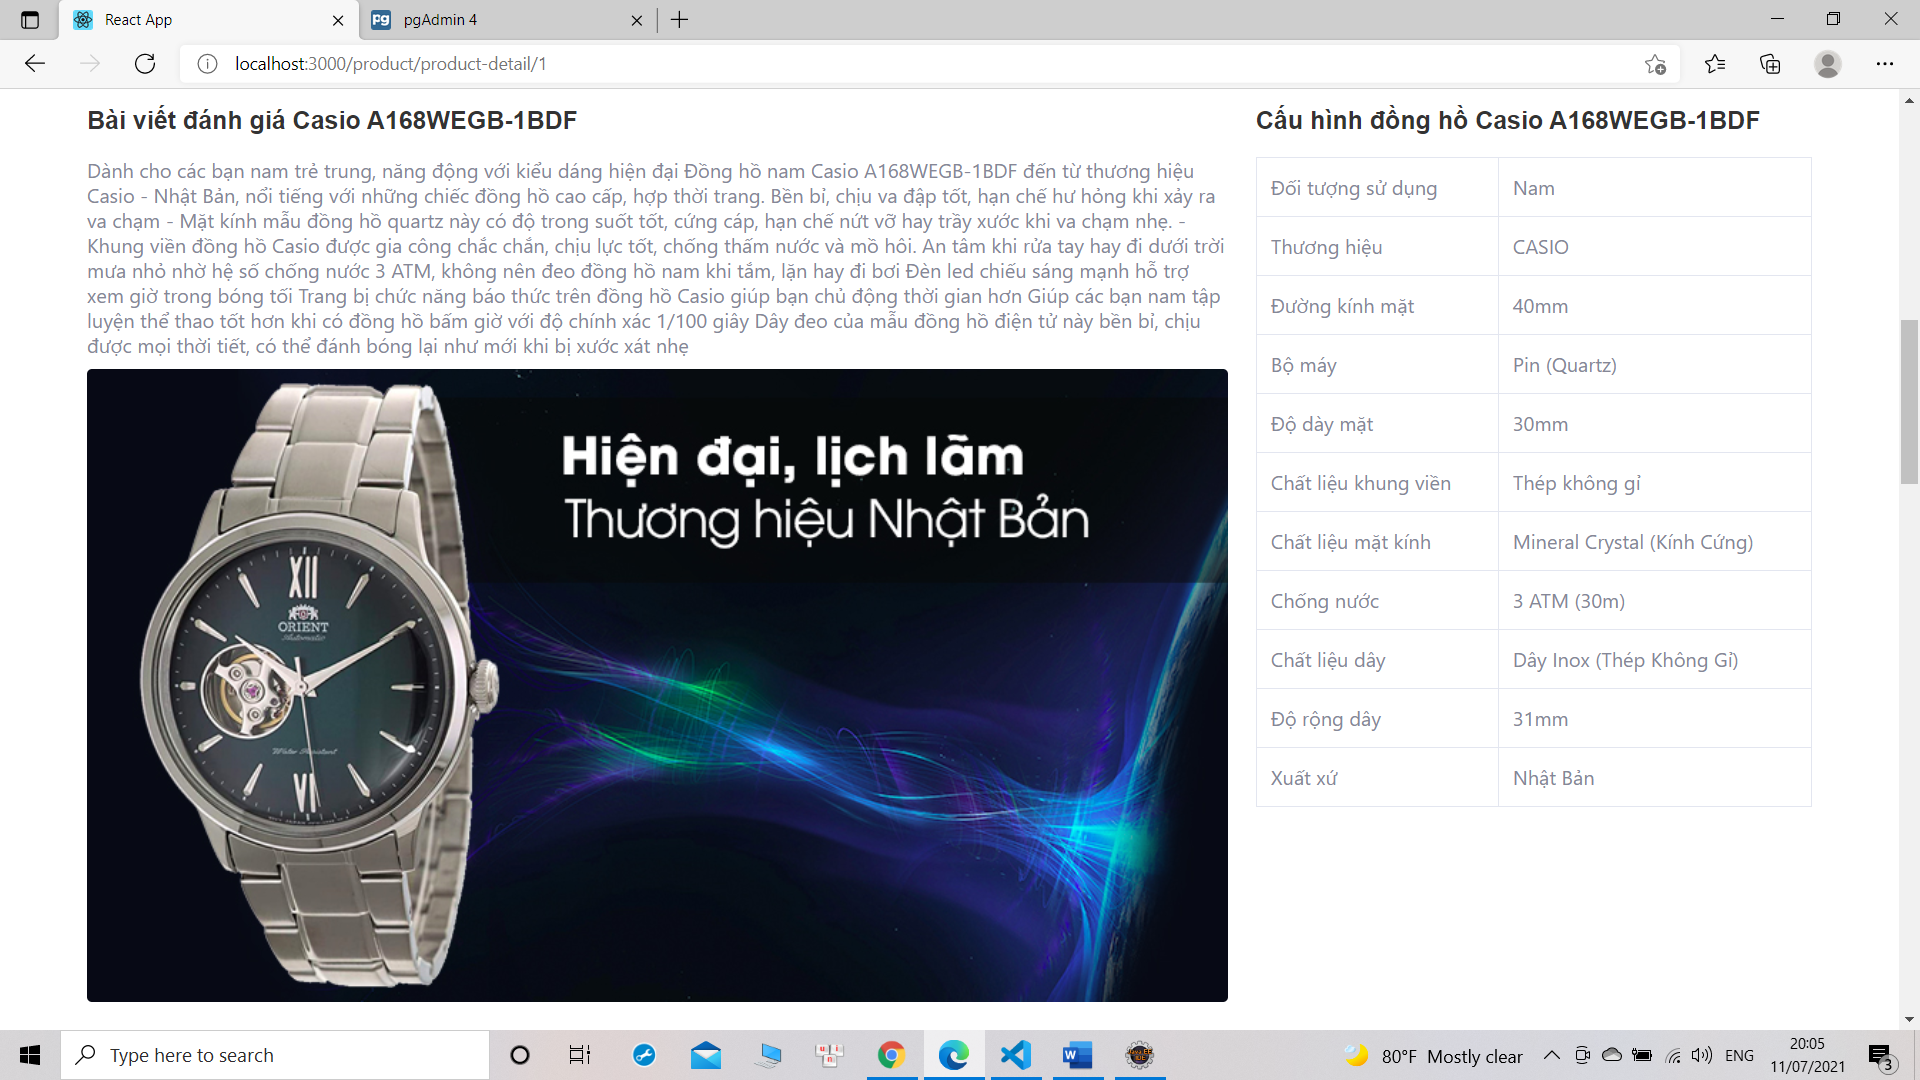 React App
pgAdmin 4
localhost:3000/product/product-detail/1
Bài viết đánh giá Casio A168WEGB-1BDF
Dành cho các bạn nam trẻ trung, năng động với kiểu dáng hiện đại Đồng hồ nam Casio A168WEGB-1BDF đến từ thương hiệu
Casio - Nhật Bản, nổi tiếng với những chiếc đồng hồ cao cấp, hợp thời trang. Bền bỉ, chịu va đập tốt, hạn chế hư hỏng khi xảy ra
va chạm - Mặt kính mẫu đồng hồ quartz này có độ trong suốt tốt, cứng cáp, hạn chế nứt vỡ hay trầy xước khi va chạm nhẹ. -
Khung viền đồng hồ Casio được gia công chắc chắn, chịu lực tốt, chống thấm nước và mồ hôi. An tâm khi rửa tay hay đi dưới trời
mưa nhỏ nhờ hệ số chống nước 3 ATM, không nên đeo đồng hồ nam khi tắm, lặn hay đi bơi Đèn led chiếu sáng mạnh hỗ trợ
xem giờ trong bóng tối Trang bị chức năng báo thức trên đồng hồ Casio giúp bạn chủ động thời gian hơn Giúp các bạn nam tập
luyện thể thao tốt hơn khi có đồng hồ bấm giờ với độ chính xác 1/100 giây Dây đeo của mẫu đồng hồ điện tử này bền bỉ, chịu
được mọi thời tiết, có thể đánh bóng lại như mới khi bị xước xát nhẹ
Hiện đại, lịch lãm
Thương hiệu Nhật Bản
XII
ORIENT
Automatic
Water Resistant
VI
Cấu hình đồng hồ Casio A168WEGB-1BDF
Đối tượng sử dụng Nam
Thương hiệu CASIO
Đường kính mặt 40mm
Bộ máy Pin (Quartz)
Độ dày mặt 30mm
Chất liệu khung viền Thép không gỉ
Chất liệu mặt kính Mineral Crystal (Kính Cứng)
Chống nước 3 ATM (30m)
Chất liệu dây Dây Inox (Thép Không Gỉ)
Độ rộng dây 31mm
Xuất xứ Nhật Bản
Type here to search
80°F Mostly clear
ENG
20:05
11/07/2021
3